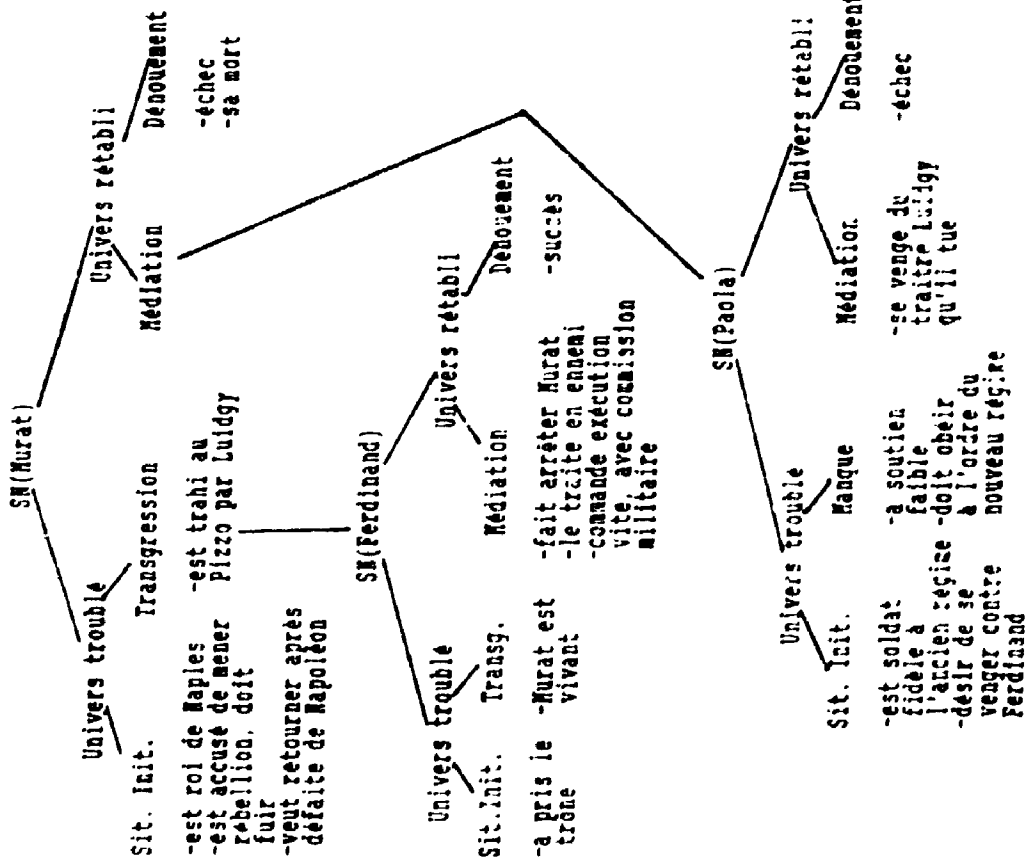 SN(Murat)
Univers troublé
Univers rétabli
Sit. Init.
Transgression
Médiation
Dénouement
-est roi de Naples
-est accusé de mener
rébellion, doit
fuir
-veut retourner après
défaite de Napoléon
-est trahi au
Pizzo par Luidgy
-échec
-sa mort
SN(Ferdinand)
Univers troublé
Univers rétabli
Sit.Init.
Transg.
Médiation
Dénouement
-a pris le
trône
-Murat est
vivant
-fait arrêter Murat
-le traite en ennemi
-commande exécution
vite, avec commission
militaire
-succès
SN(Paola)
Univers troublé
Univers rétabli
Sit. Init.
Manque
Médiation
Dénouement
-est soldat
fidèle à
l'ancien régime
-désir de se
venger contre
Ferdinand
-a soutien
faible
-doit obéir
à l'ordre du
nouveau régime
-se venge du
traitre Luidgy
qu'il tue
-échec